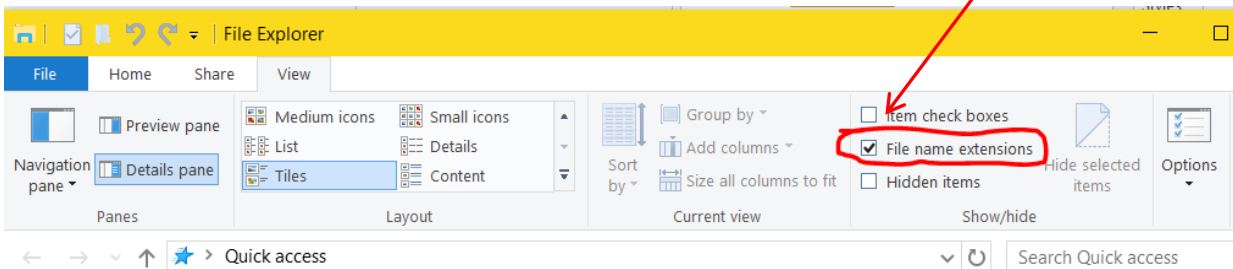 File Explorer
File Home Share View
Navigation pane
Preview pane
Details pane
Panes
Medium icons Small icons
List Details
Tiles Content
Layout
Sort by
Group by
Add columns
Size all columns to fit
Current view
Item check boxes
File name extensions
Hidden items
Hide selected items
Show/hide
Options
Quick access
Search Quick access